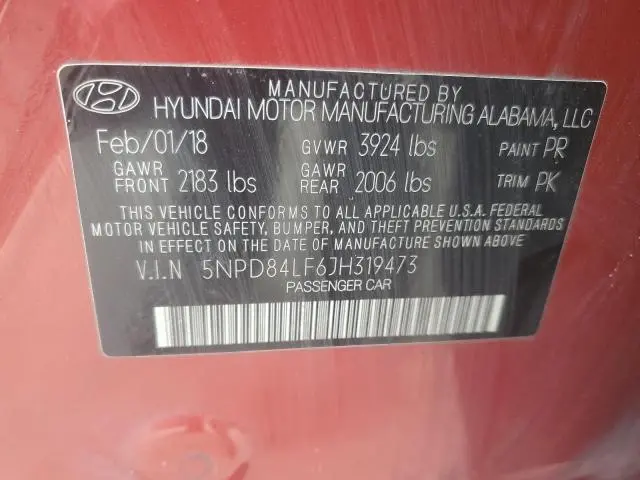 MANUFACTURED BY
HYUNDAI MOTOR MANUFACTURING ALABAMA, LLC
Feb/01/18 GVWR 3924 lbs PAINT PR
GAWR FRONT 2183 lbs GAWR REAR 2006 lbs TRIM PK
THIS VEHICLE CONFORMS TO ALL APPLICABLE U.S.A. FEDERAL
MOTOR VEHICLE SAFETY, BUMPER, AND THEFT PREVENTION STANDARDS
IN EFFECT ON THE DATE OF MANUFACTURE SHOWN ABOVE.
V.I.N 5NPD84LF6JH319473
PASSENGER CAR